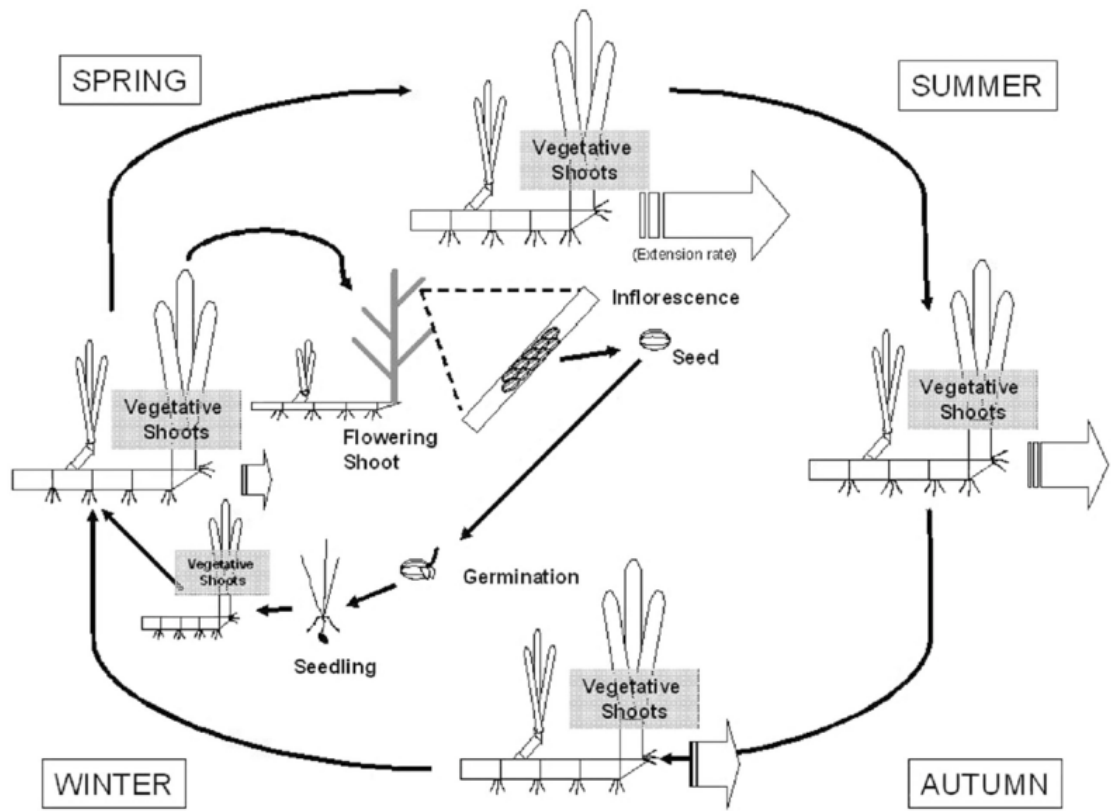 SPRING
SUMMER
Vegetative
Shoots
(Extension rate)
Inflorescence
Seed
Vegetative
Shoots
Flowering
Shoot
Vegetative
Shoots
Vegetative
Shoots
Germination
Seedling
Vegetative
Shoots
WINTER
AUTUMN